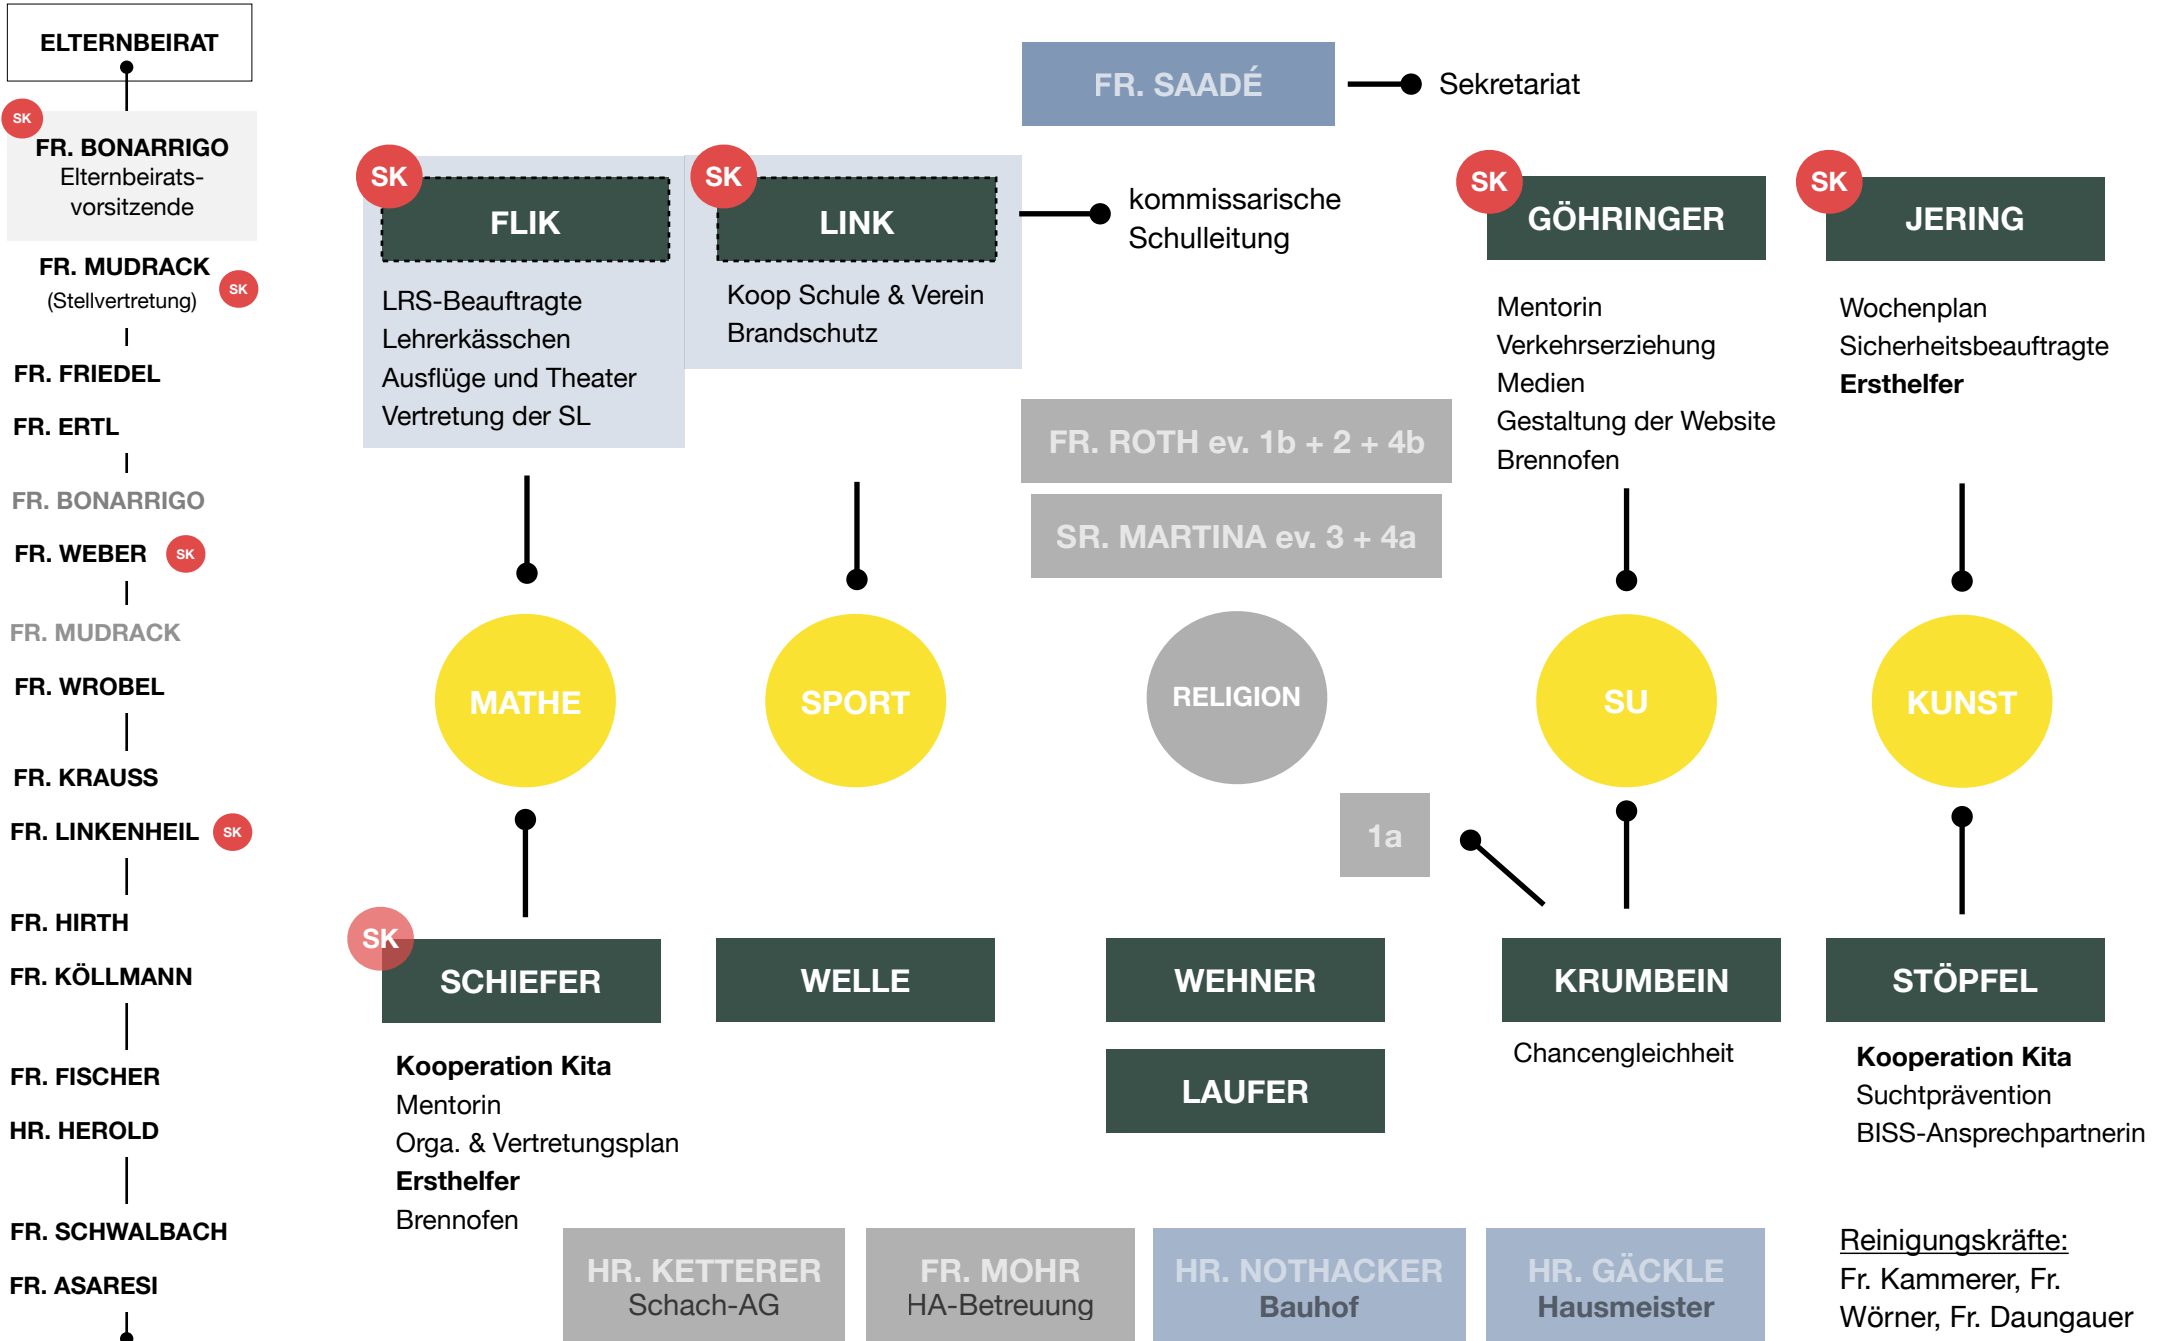 ELTERNBEIRAT
SK
FR. BONARRIGO
Elternbeirats-
vorsitzende
FR. MUDRACK
(Stellvertretung)
SK
FR. FRIEDEL
FR. ERTL
FR. BONARRIGO
FR. WEBER SK
FR. MUDRACK
FR. WROBEL
FR. KRAUSS
FR. LINKENHEIL SK
FR. HIRTH
FR. KÖLLMANN
FR. FISCHER
HR. HEROLD
FR. SCHWALBACH
FR. ASARESI
FR. SAADÉ
Sekretariat
SK
FLIK
LRS-Beauftragte
Lehrerkässchen
Ausflüge und Theater
Vertretung der SL
SK
LINK
Koop Schule & Verein
Brandschutz
kommissarische
Schulleitung
SK
GÖHRINGER
Mentorin
Verkehrserziehung
Medien
Gestaltung der Website
Brennofen
SK
JERING
Wochenplan
Sicherheitsbeauftragte
Ersthelfer
FR. ROTH ev. 1b + 2 + 4b
SR. MARTINA ev. 3 + 4a
MATHE
SPORT
RELIGION
SU
KUNST
1a
SK
SCHIEFER
Kooperation Kita
Mentorin
Orga. & Vertretungsplan
Ersthelfer
Brennofen
WELLE
WEHNER
LAUFER
KRUMBEIN
Chancengleichheit
STÖPFEL
Kooperation Kita
Suchtprävention
BISS-Ansprechpartnerin
HR. KETTERER
Schach-AG
FR. MOHR
HA-Betreuung
HR. NOTHACKER
Bauhof
HR. GÄCKLE
Hausmeister
Reinigungskräfte:
Fr. Kammerer, Fr.
Wörner, Fr. Daungauer